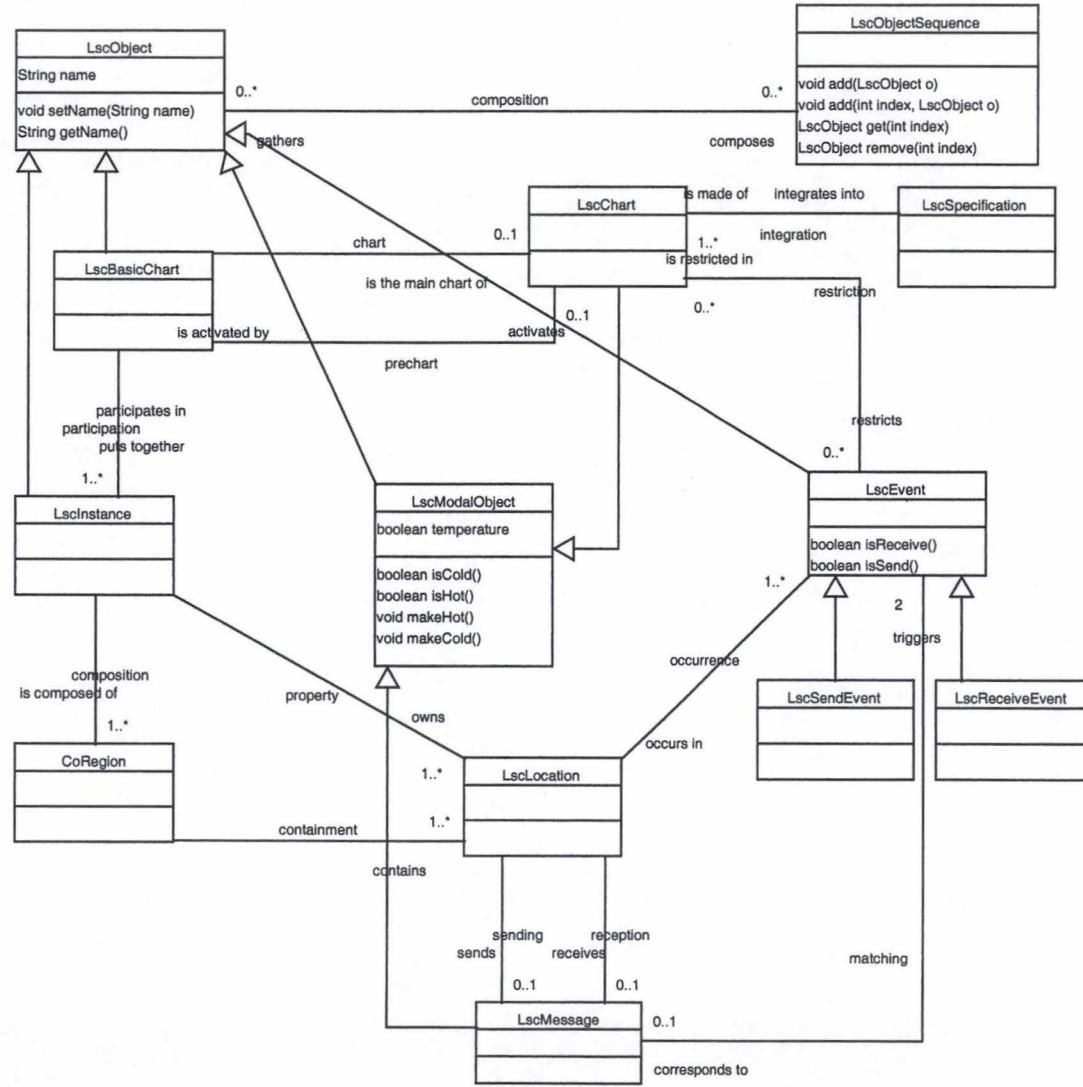 LscObject
String name
void setName(String name)
String getName()
LscObjectSequence
void add(LscObject o)
void add(int index, LscObject o)
LscObject get(int index)
LscObject remove(int index)
0..*
composition
0..*
gathers
composes
LscChart
is made of
integrates into
LscSpecification
integration
1..*
is restricted in
restriction
0..*
chart
0..1
LscBasicChart
is the main chart of
0..1
is activated by
activates
prechart
participates in
participation
puts together
1..*
restricts
0..*
LscInstance
LscModalObject
boolean temperature
boolean isCold()
boolean isHot()
void makeHot()
void makeCold()
LscEvent
boolean isReceive()
boolean isSend()
1..*
2
triggers
occurrence
LscSendEvent
LscReceiveEvent
composition
is composed of
1..*
property
owns
occurs in
CoRegion
LscLocation
1..*
1..*
containment
contains
sending
sends
reception
receives
matching
0..1
0..1
LscMessage
0..1
corresponds to